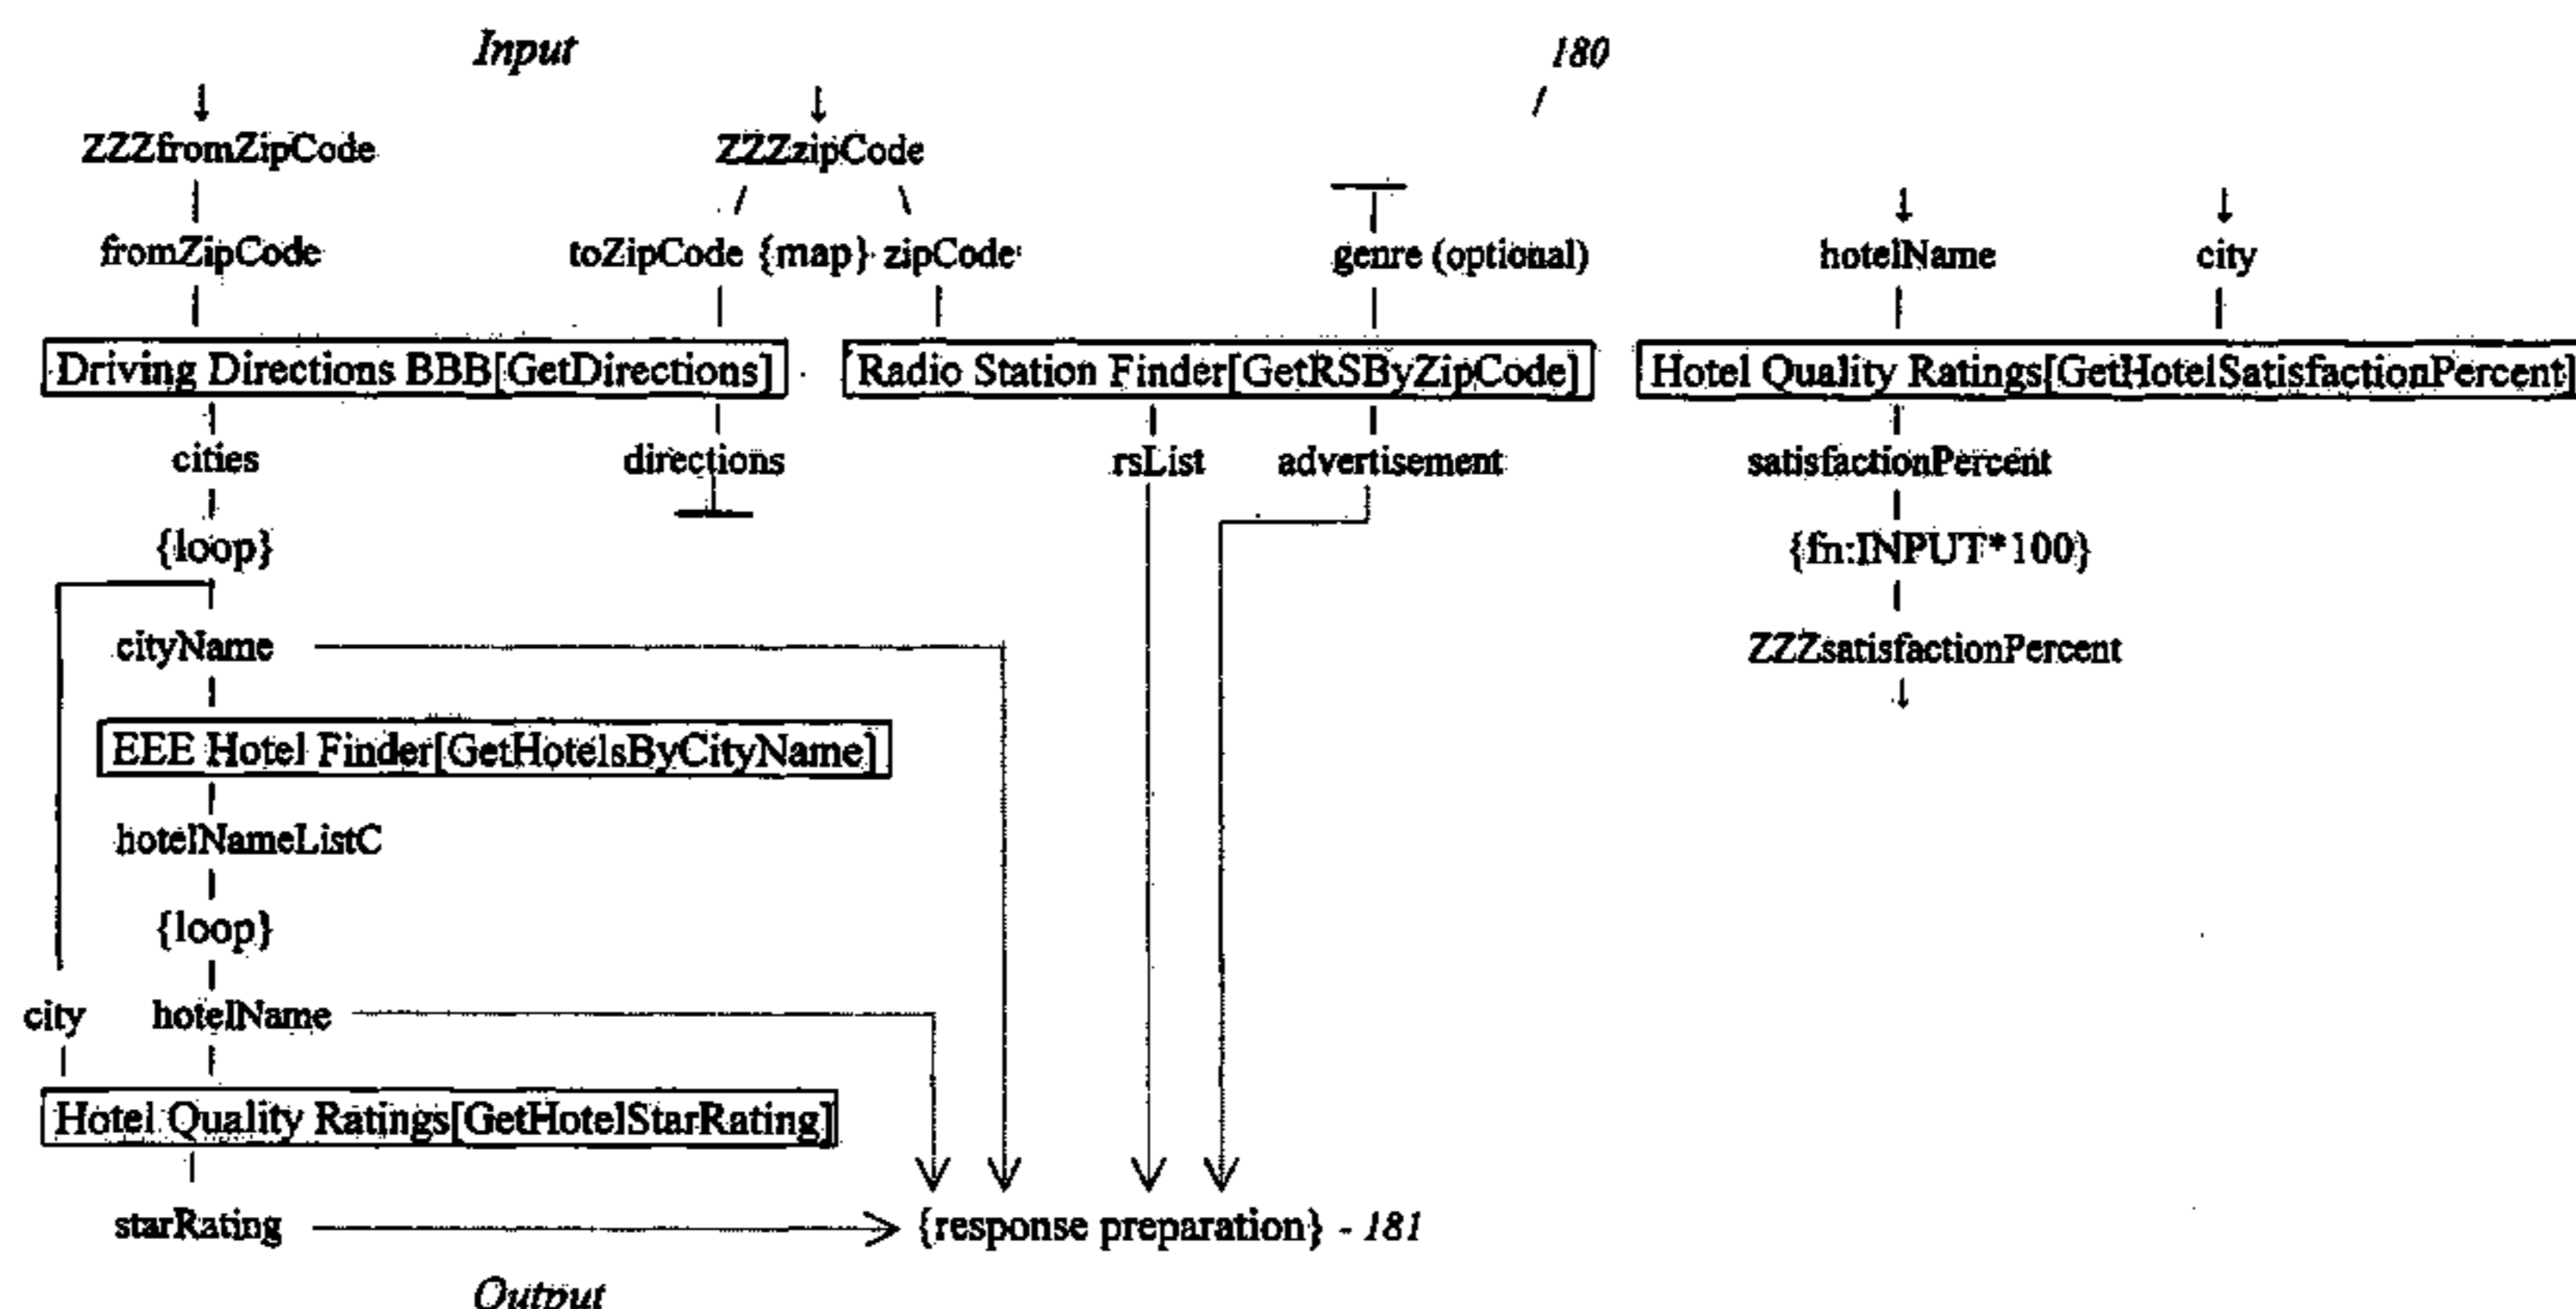 Input 180
ZZZfromZipCode ZZZzipCode
fromZipCode toZipCode {map} zipCode genre (optional) hotelName city
Driving Directions BBB[GetDirections] Radio Station Finder[GetRSByZipCode] Hotel Quality Ratings[GetHotelSatisfactionPercent]
cities directions rsList advertisement satisfactionPercent
{loop} {fn:INPUT*100}
cityName ZZZsatisfactionPercent
EEE Hotel Finder[GetHotelsByCityName]
hotelNameListC
{loop}
city hotelName
Hotel Quality Ratings[GetHotelStarRating]
starRating {response preparation} - 181
Output